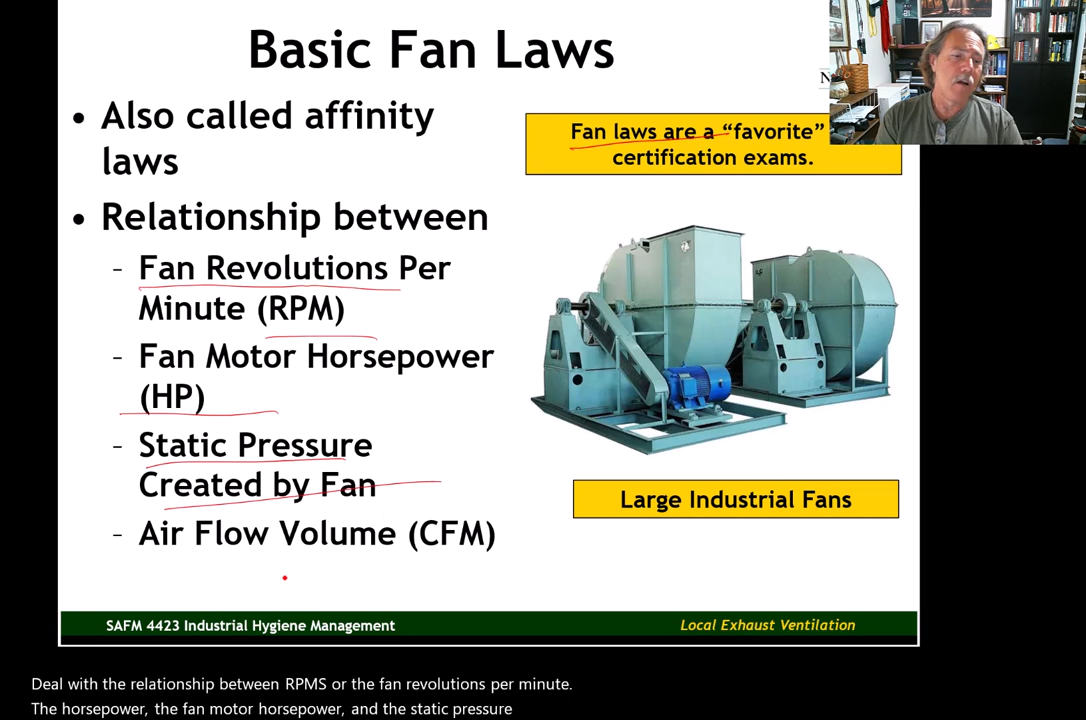 Basic Fan Laws
• Also called affinity
laws
• Relationship between
– Fan Revolutions Per
Minute (RPM)
– Fan Motor Horsepower
(HP)
– Static Pressure
Created by Fan
– Air Flow Volume (CFM)
N
Fan laws are a “favorite”
certification exams.
Large Industrial Fans
SAFM 4423 Industrial Hygiene Management
Local Exhaust Ventilation
Deal with the relationship between RPMS or the fan revolutions per minute.
The horsepower, the fan motor horsepower, and the static pressure